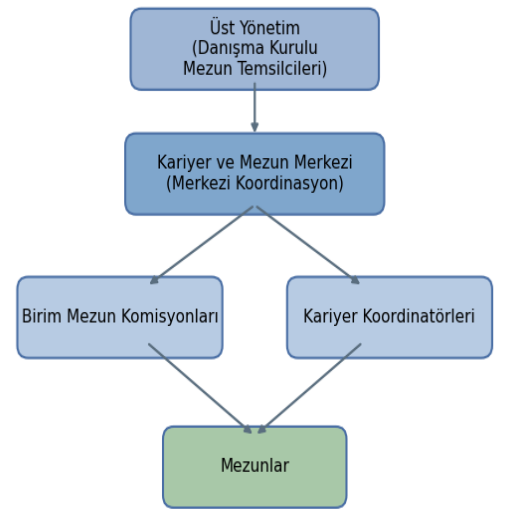 Üst Yönetim
(Danışma Kurulu
Mezun Temsilcileri)
Kariyer ve Mezun Merkezi
(Merkezi Koordinasyon)
Birim Mezun Komisyonları
Kariyer Koordinatörleri
Mezunlar